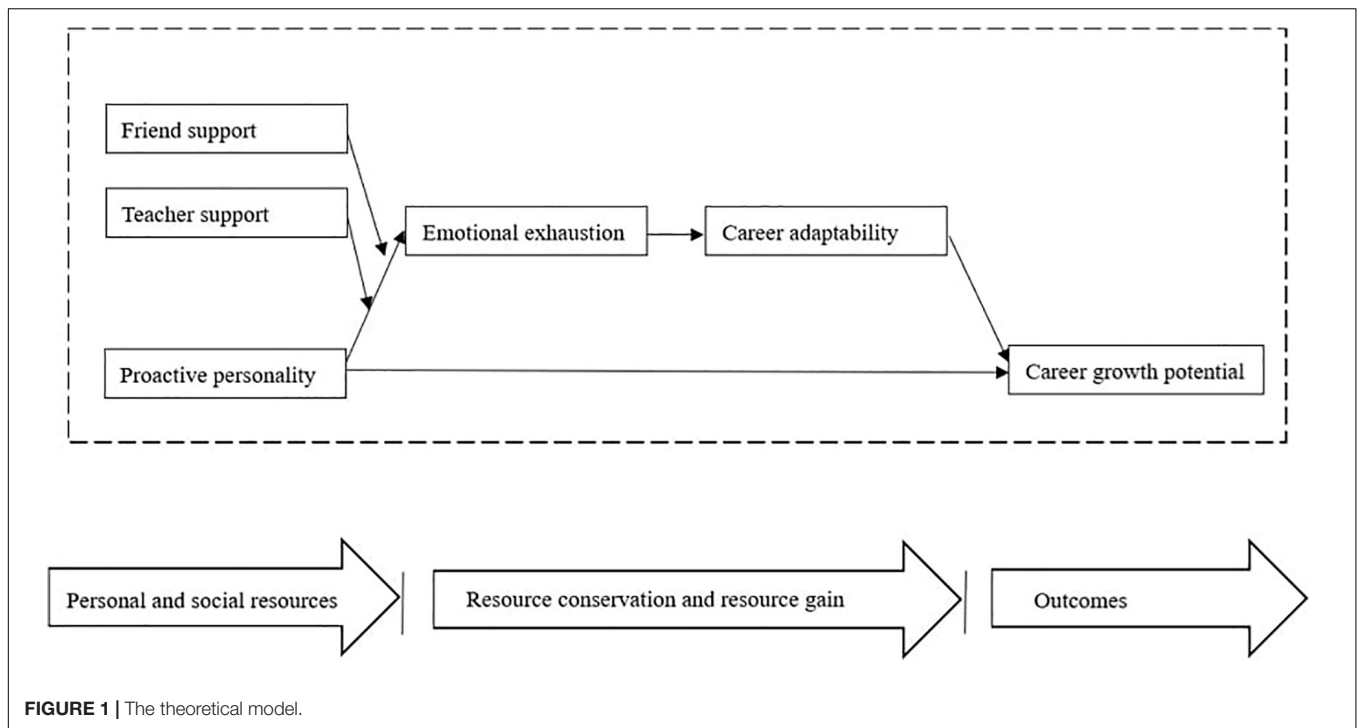 Friend support
Teacher support
Emotional exhaustion
Career adaptability
Proactive personality
Career growth potential
Personal and social resources
Resource conservation and resource gain
Outcomes
FIGURE 1 | The theoretical model.